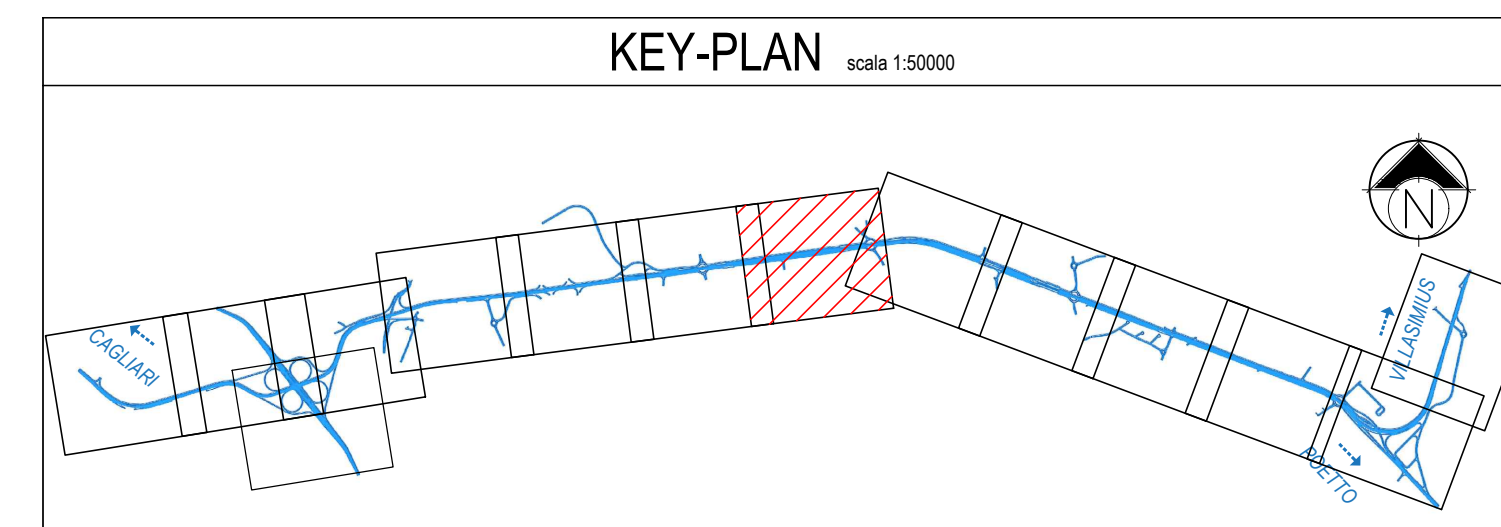 KEY-PLAN scala 1:50000
N
CAGLIARI
VILLASIMIUS
POETTO